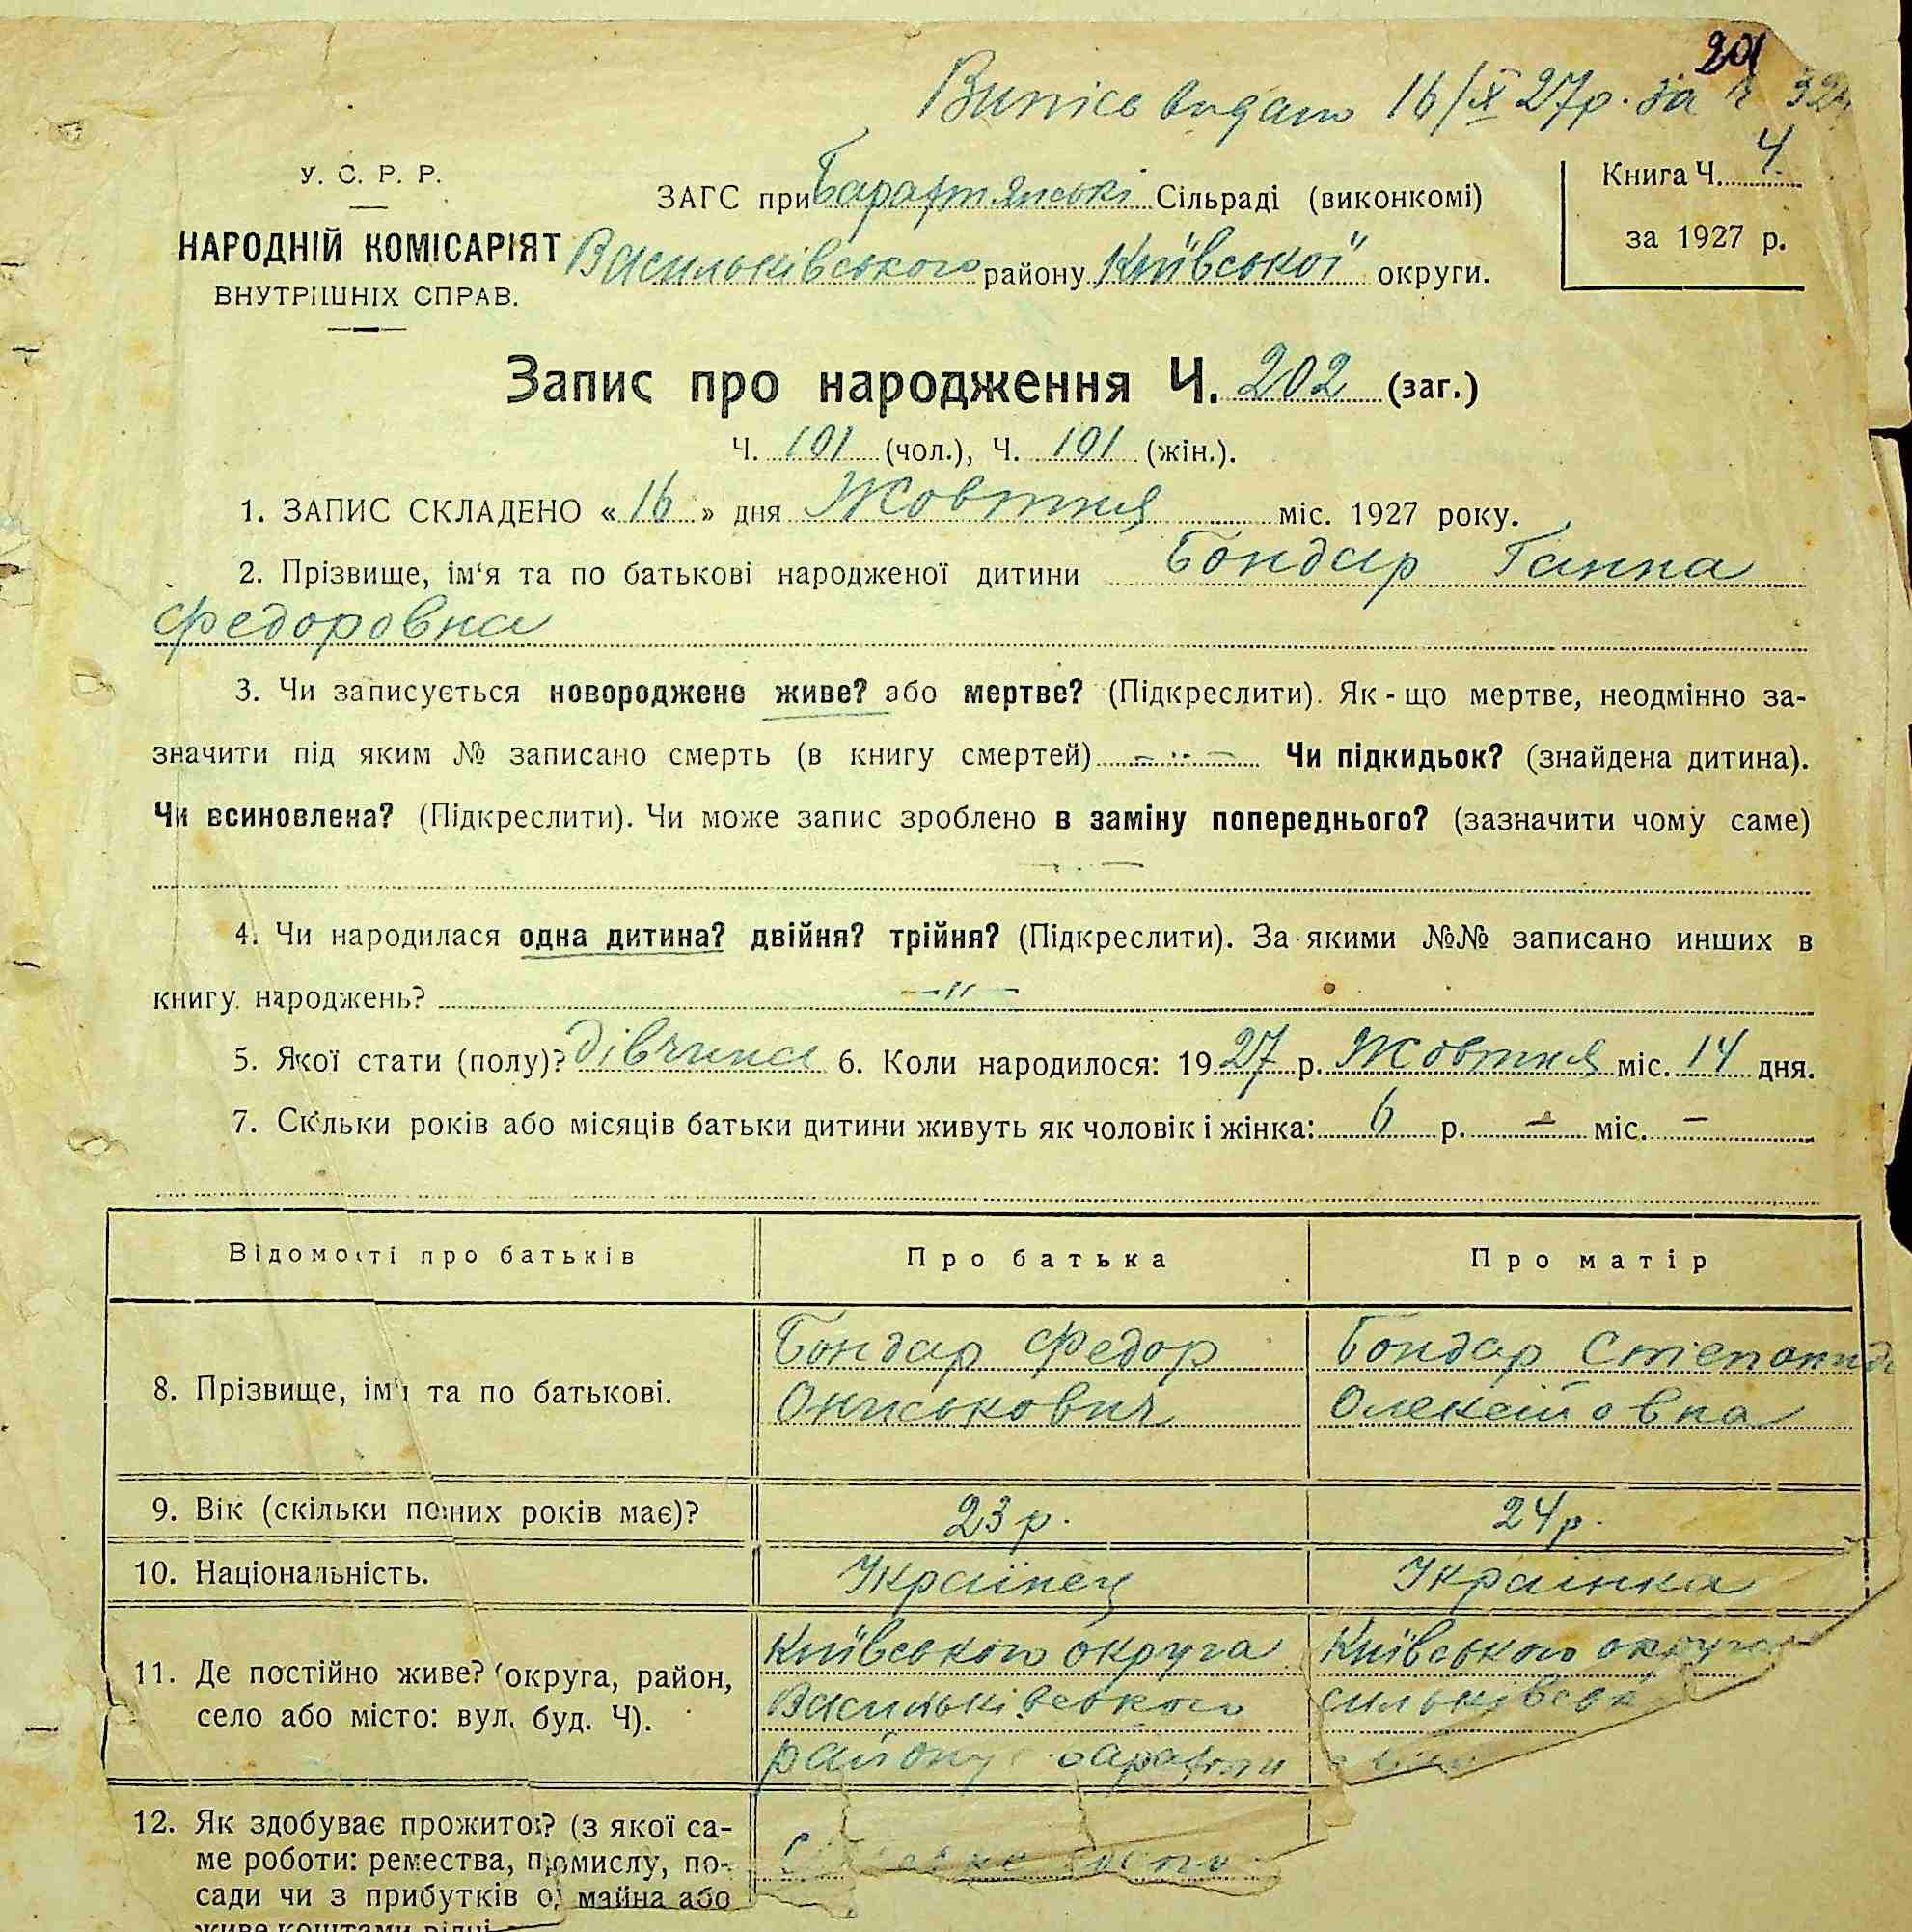 201
Випісь видано 16/X 27р. за №
У. С. Р. Р.
НАРОДНІЙ КОМІСАРІЯТ
ВНУТРІШНІХ СПРАВ.
ЗАГС при Барахтянські Сільраді (виконкомі)
Васильківського району Київської округи.
Книга Ч. 4
за 1927 р.
Запис про народження Ч. 202 (заг.)
Ч. 101 (чол.), Ч. 101 (жін.).
1. ЗАПИС СКЛАДЕНО « 16 » дня Жовтня міс. 1927 року.
2. Прізвище, ім‘я та по батькові народженої дитини Бондар Ганна
Федоровна
3. Чи записується новороджене живе? або мертве? (Підкреслити). Як - що мертве, неодмінно за-
значити під яким № записано смерть (в книгу смертей) Чи підкидьок? (знайдена дитина).
Чи всиновлена? (Підкреслити). Чи може запис зроблено в заміну попереднього? (зазначити чому саме)
4. Чи народилася одна дитина? двійня? трійня? (Підкреслити). За якими №№ записано инших в
книгу народжень? —„—
5. Якої стати (полу)? дівчина 6. Коли народилося: 1927 р. Жовтня міс. 14 дня.
7. Скільки років або місяців батьки дитини живуть як чоловік і жінка: 6 р. — міс. —
Відомості про батьків Про батька Про матір
8. Прізвище, ім'я та по батькові.
Бондар Федор
Ониськович
Бондар Стіепонида
Олексійовна
9. Вік (скільки повних років має)? 23 р. 24 р.
10. Національність. Українец Українка
11. Де постійно живе? (округа, район,
село або місто: вул. буд. Ч).
Київського округа
Васильківського
району
Київського округа
сильківськ
12. Як здобуває прожиток? (з якої са-
ме роботи: ремества, промислу, по-
сади чи з прибутків од майна або
живе коштами рідні